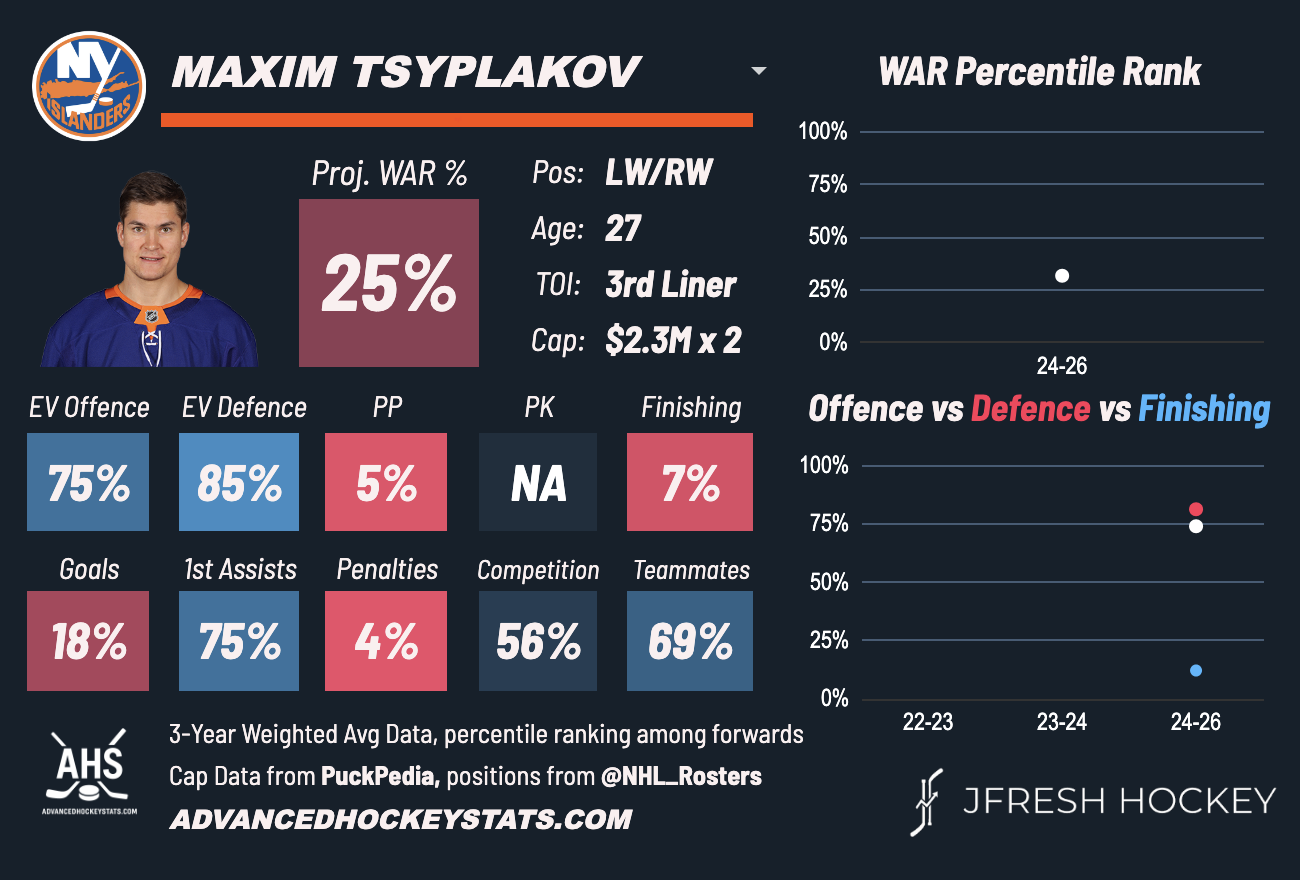 NY
ISLANDERS
MAXIM TSYPLAKOV
Proj. WAR %
25%
Pos: LW/RW
Age: 27
TOI: 3rd Liner
Cap: $2.3M x 2
EV Offence EV Defence PP PK Finishing
75% 85% 5% NA 7%
Goals 1st Assists Penalties Competition Teammates
18% 75% 4% 56% 69%
WAR Percentile Rank
100%
75%
50%
25%
0%
24-26
Offence vs Defence vs Finishing
100%
75%
50%
25%
0%
22-23 23-24 24-26
AHS
ADVANCEDHOCKEYSTATS.COM
3-Year Weighted Avg Data, percentile ranking among forwards
Cap Data from PuckPedia, positions from @NHL_Rosters
ADVANCEDHOCKEYSTATS.COM
JFRESH HOCKEY